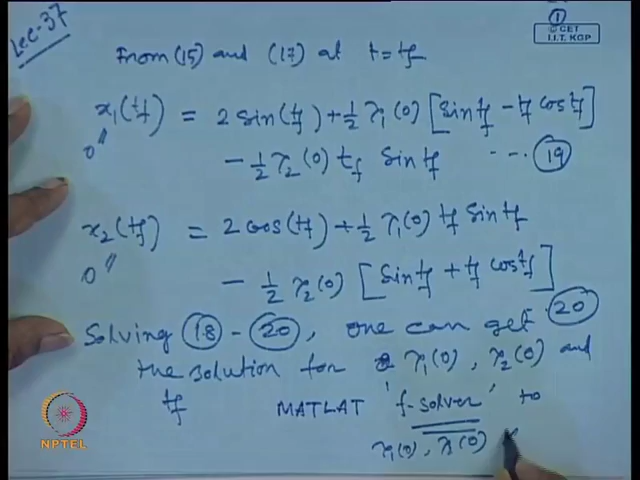 Lec-37
①
© CET
I.I.T. KGP
From (15) and (17) at t = tf
x₁(tf) = 2 sin(tf) + ½ λ₁(0) [sin tf - tf cos tf]
0"
- ½ λ₂(0) tf sin tf --- (19)
x₂(tf) = 2 cos(tf) + ½ λ₁(0) tf sin tf
0"
- ½ λ₂(0) [sin tf + tf cos tf]
(20)
Solving (18) - (20), one can get
the solution for λ₁(0), λ₂(0) and
tf MATLAT 'f-solver' to
λ₁(0), λ(0)
NPTEL